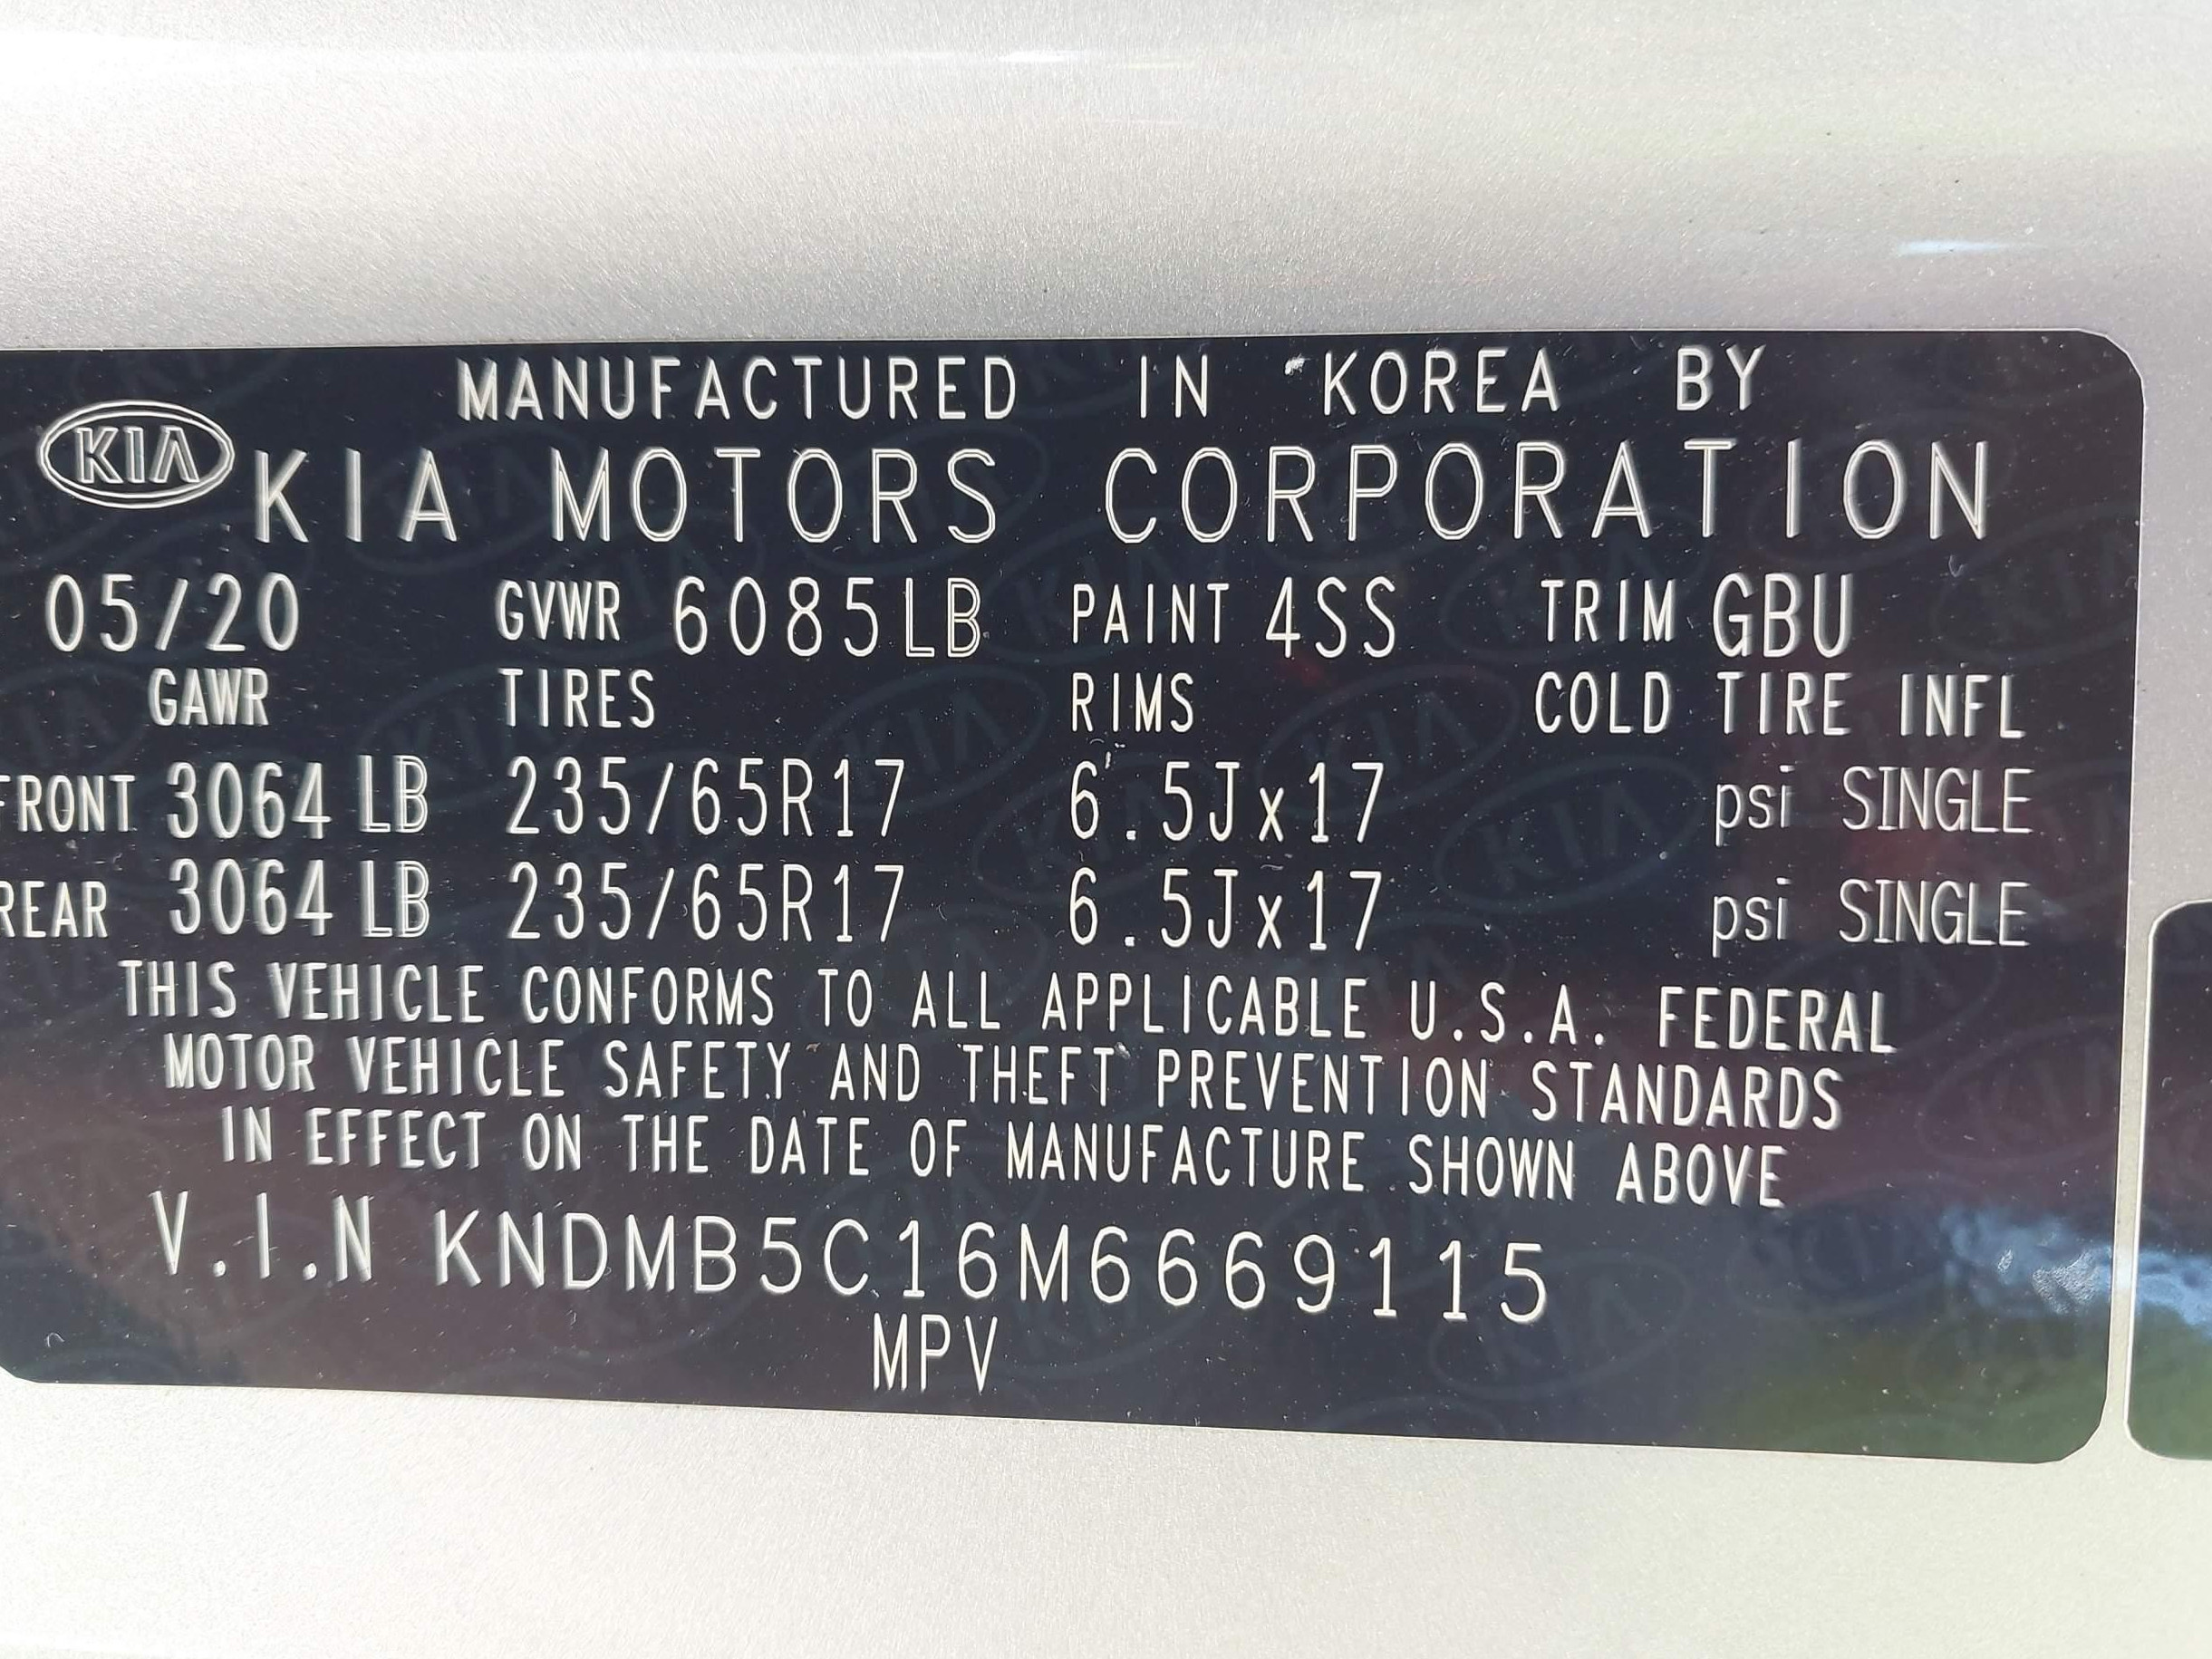 MANUFACTURED IN KOREA BY
KIA KIA MOTORS CORPORATION
05/20 GVWR 6085LB PAINT 4SS TRIM GBU
GAWR TIRES RIMS COLD TIRE INFL
FRONT 3064 LB 235/65R17 6.5Jx17 psi SINGLE
REAR 3064 LB 235/65R17 6.5Jx17 psi SINGLE
THIS VEHICLE CONFORMS TO ALL APPLICABLE U.S.A. FEDERAL
MOTOR VEHICLE SAFETY AND THEFT PREVENTION STANDARDS
IN EFFECT ON THE DATE OF MANUFACTURE SHOWN ABOVE
V.I.N KNDMB5C16M6669115
MPV